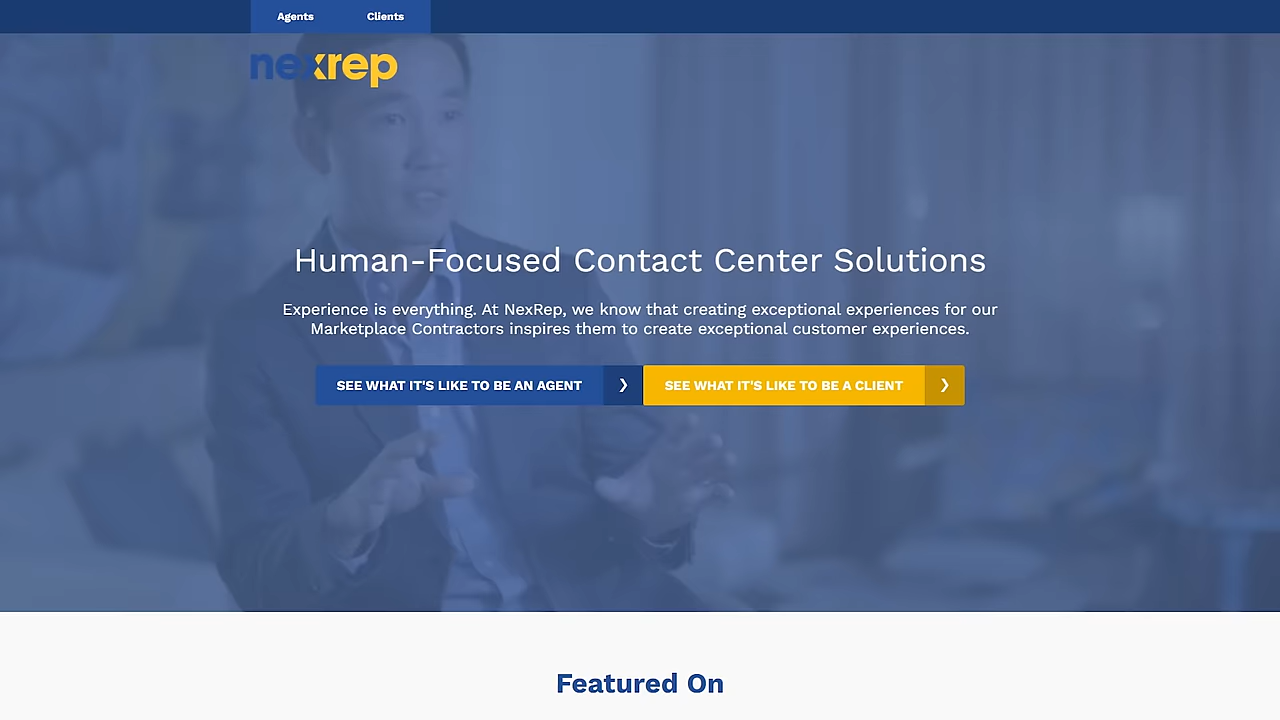 Agents Clients
nexrep
Human-Focused Contact Center Solutions
Experience is everything. At NexRep, we know that creating exceptional experiences for our
Marketplace Contractors inspires them to create exceptional customer experiences.
SEE WHAT IT'S LIKE TO BE AN AGENT ❯ SEE WHAT IT'S LIKE TO BE A CLIENT ❯
Featured On